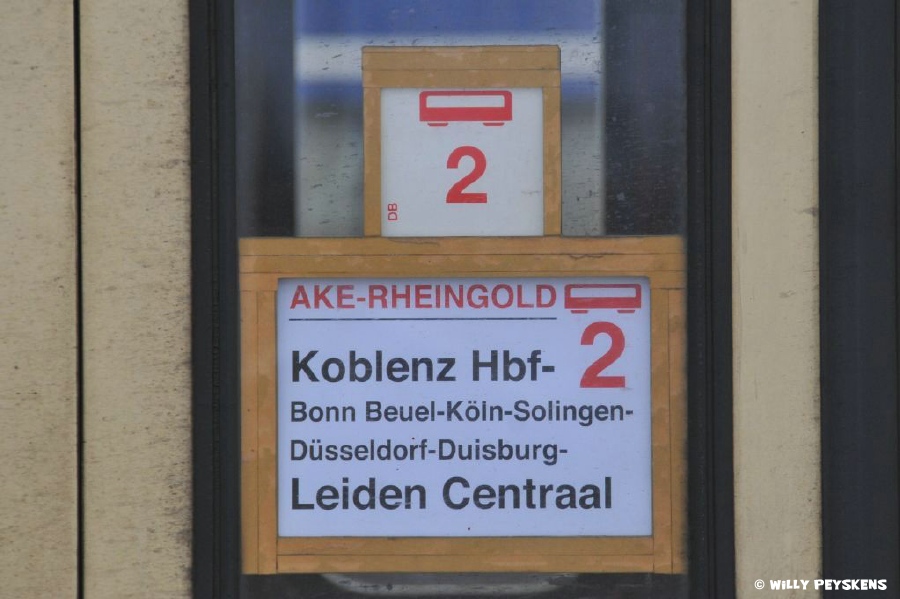 2
DB
AKE-RHEINGOLD
2
Koblenz Hbf-
Bonn Beuel-Köln-Solingen-
Düsseldorf-Duisburg-
Leiden Centraal
© WILLY PEYSKENS